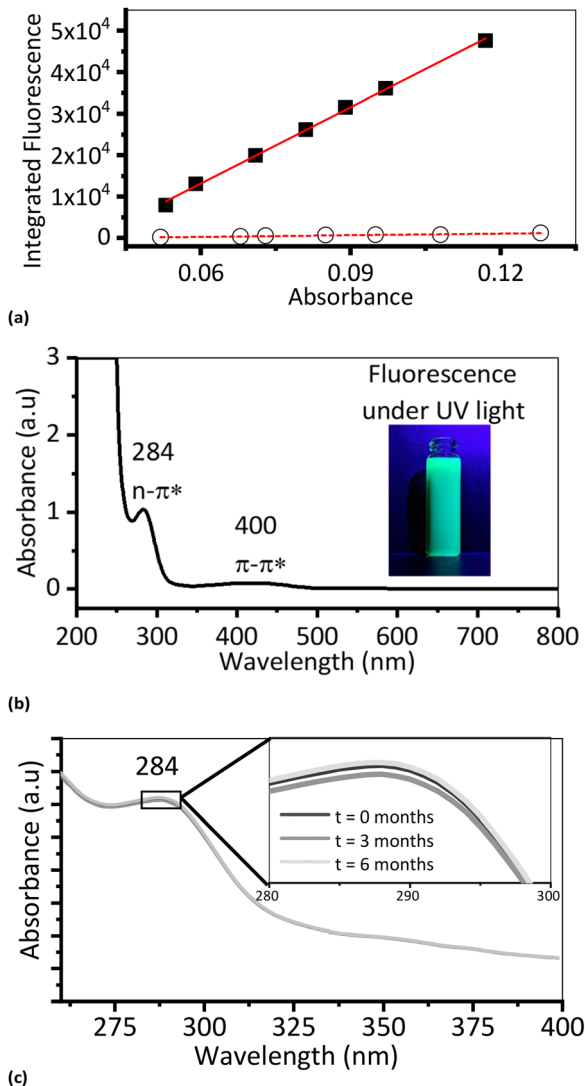 5x10⁴
4x10⁴
3x10⁴
2x10⁴
1x10⁴
0
Integrated Fluorescence
0.06 0.09 0.12
Absorbance
(a)
3
2
1
0
Absorbance (a.u)
Fluorescence
under UV light
284
n-π*
400
π-π*
200 300 400 500 600 700 800
Wavelength (nm)
(b)
Absorbance (a.u)
284
t = 0 months
t = 3 months
t = 6 months
280 290 300
275 300 325 350 375 400
Wavelength (nm)
(c)